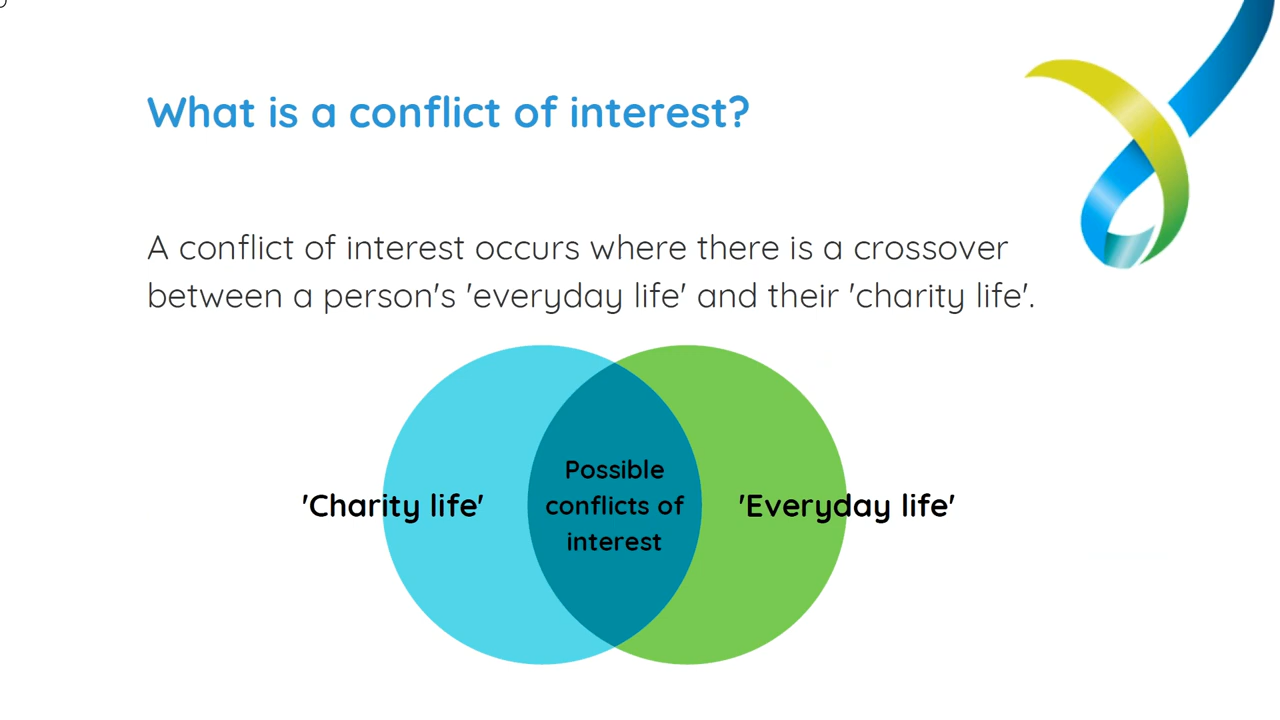 What is a conflict of interest?
A conflict of interest occurs where there is a crossover
between a person's 'everyday life' and their 'charity life'.
'Charity life'
Possible
conflicts of
interest
'Everyday life'